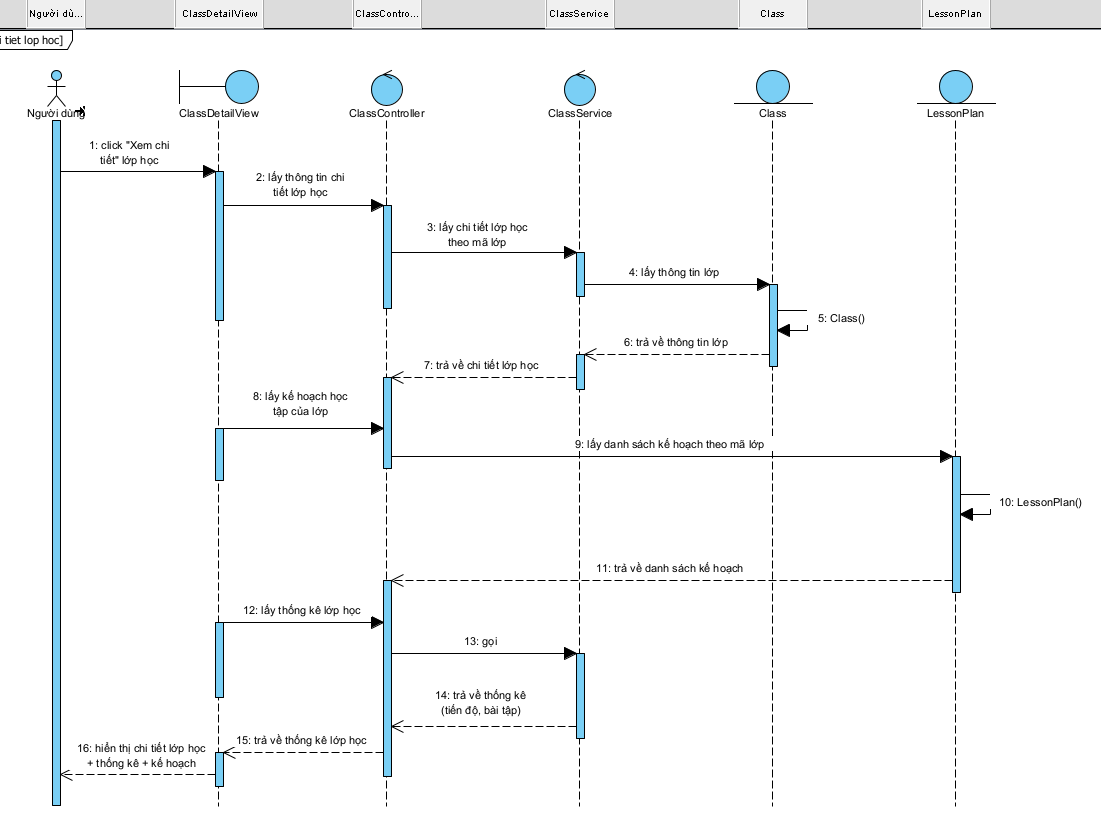 Người dù...
ClassDetailView
ClassContro...
ClassService
Class
LessonPlan
i tiet lop hoc]
Người dùng
ClassDetailView
ClassController
ClassService
Class
LessonPlan
1: click "Xem chi
tiết" lớp học
2: lấy thông tin chi
tiết lớp học
3: lấy chi tiết lớp học
theo mã lớp
4: lấy thông tin lớp
5: Class()
6: trả về thông tin lớp
7: trả về chi tiết lớp học
8: lấy kế hoạch học
tập của lớp
9: lấy danh sách kế hoạch theo mã lớp
10: LessonPlan()
11: trả về danh sách kế hoạch
12: lấy thống kê lớp học
13: gọi
14: trả về thống kê
(tiến độ, bài tập)
15: trả về thống kê lớp học
16: hiển thị chi tiết lớp học
+ thống kê + kế hoạch